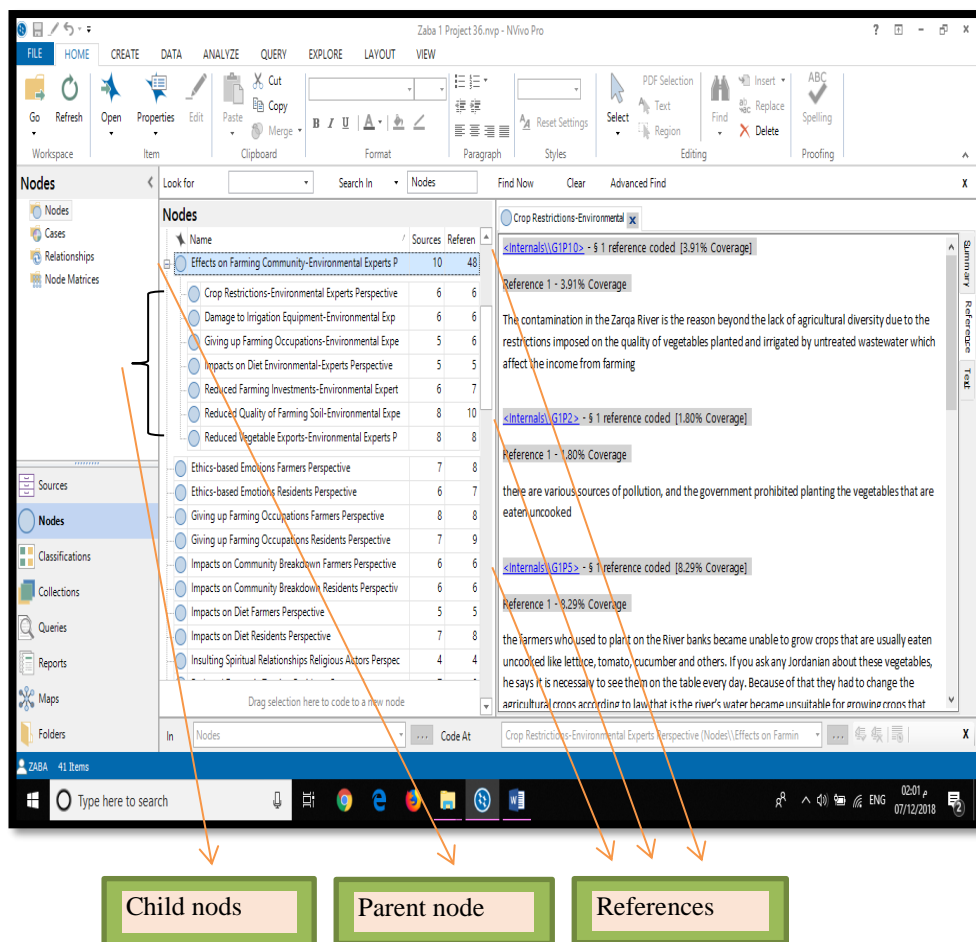 Zaba 1 Project 36.nvp - NVivo Pro
FILE HOME CREATE DATA ANALYZE QUERY EXPLORE LAYOUT VIEW
Go Refresh Open Properties Edit Paste Cut Copy Merge
B I U A
Reset Settings
Select PDF Selection Text Region Find Insert Replace Delete
ABC Spelling
Workspace Item Clipboard Format Paragraph Styles Editing Proofing
Nodes
Look for Search In Nodes Find Now Clear Advanced Find X
Nodes
Cases
Relationships
Node Matrices
Sources
Nodes
Classifications
Collections
Queries
Reports
Maps
Folders
Nodes
Name Sources Referen
Effects on Farming Community-Environmental Experts P 10 48
Crop Restrictions-Environmental Experts Perspective 6 6
Damage to Irrigation Equipment-Environmental Exp 6 6
Giving up Farming Occupations-Environmental Expe 5 6
Impacts on Diet Environmental-Experts Perspective 5 5
Reduced Farming Investments-Environmental Expert 6 7
Reduced Quality of Farming Soil-Environmental Expe 8 10
Reduced Vegetable Exports-Environmental Experts P 8 8
Ethics-based Emotions Farmers Perspective 7 8
Ethics-based Emotions Residents Perspective 6 7
Giving up Farming Occupations Farmers Perspective 8 8
Giving up Farming Occupations Residents Perspective 7 9
Impacts on Community Breakdown Farmers Perspective 6 6
Impacts on Community Breakdown Residents Perspectiv 6 6
Impacts on Diet Farmers Perspective 5 5
Impacts on Diet Residents Perspective 7 8
Insulting Spiritual Relationships Religious Actors Perspec 4 4
Drag selection here to code to a new node
Crop Restrictions-Environmental x
<Internals\\G1P10> - § 1 reference coded [3.91% Coverage]
Reference 1 - 3.91% Coverage
The contamination in the Zarqa River is the reason beyond the lack of agricultural diversity due to the
restrictions imposed on the quality of vegetables planted and irrigated by untreated wastewater which
affect the income from farming
<Internals\\G1P2> - § 1 reference coded [1.80% Coverage]
Reference 1 - 1.80% Coverage
there are various sources of pollution, and the government prohibited planting the vegetables that are
eaten uncooked
<Internals\\G1P5> - § 1 reference coded [8.29% Coverage]
Reference 1 - 8.29% Coverage
the farmers who used to plant on the River banks became unable to grow crops that are usually eaten
uncooked like lettuce, tomato, cucumber and others. If you ask any Jordanian about these vegetables,
he says it is necessary to see them on the table every day. Because of that they had to change the
agricultural crops according to law that is the river's water became unsuitable for growing crops that
Summary
Reference
Text
In Nodes ... Code At Crop Restrictions-Environmental Experts Perspective (Nodes\\Effects on Farmin ... X
ZABA 41 Items
Type here to search
ENG
02:01 م
07/12/2018
2
Child nods
Parent node
References